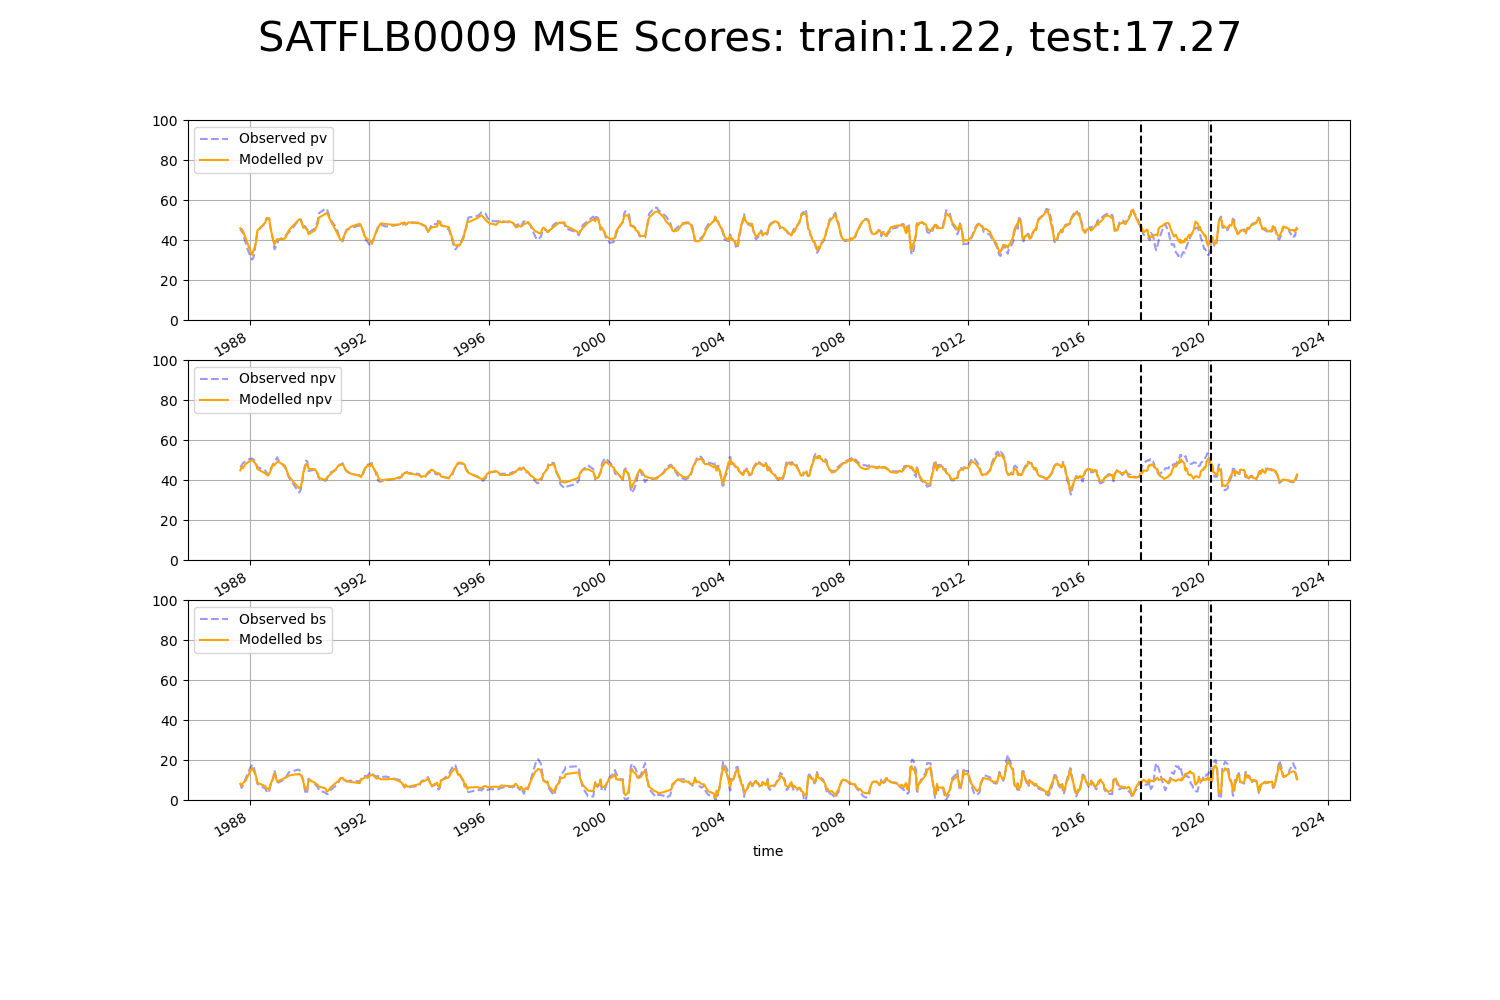 SATFLB0009 MSE Scores: train:1.22, test:17.27
100
80
60
40
20
0
Observed pv
Modelled pv
1988 1992 1996 2000 2004 2008 2012 2016 2020 2024
100
80
60
40
20
0
Observed npv
Modelled npv
1988 1992 1996 2000 2004 2008 2012 2016 2020 2024
100
80
60
40
20
0
Observed bs
Modelled bs
1988 1992 1996 2000 2004 2008 2012 2016 2020 2024
time